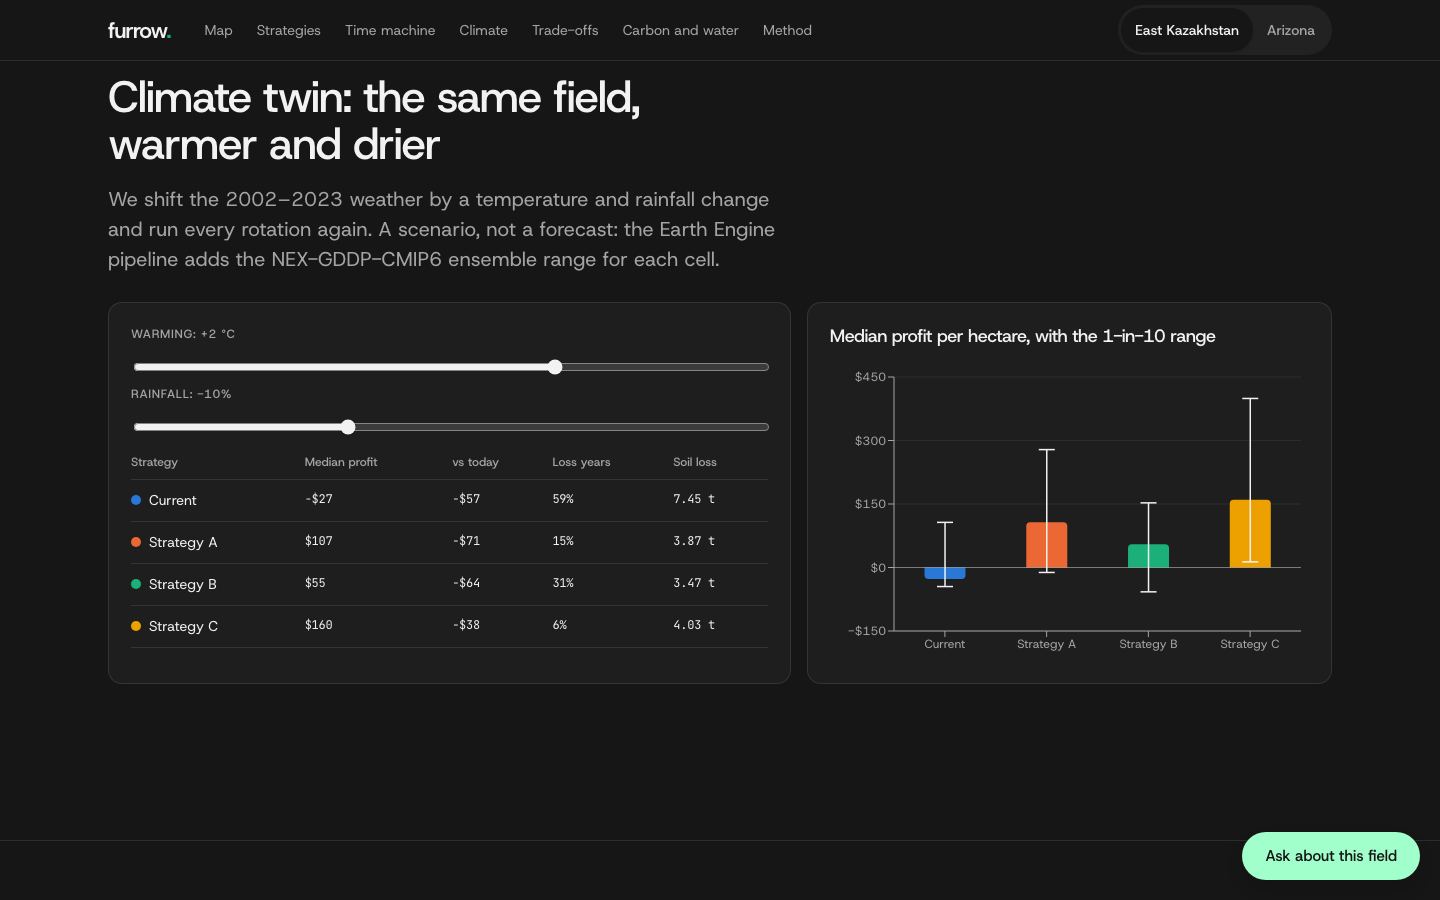 furrow.
Map
Strategies
Time machine
Climate
Trade-offs
Carbon and water
Method
East Kazakhstan
Arizona
Climate twin: the same field,
warmer and drier
We shift the 2002–2023 weather by a temperature and rainfall change
and run every rotation again. A scenario, not a forecast: the Earth Engine
pipeline adds the NEX-GDDP-CMIP6 ensemble range for each cell.
WARMING: +2 °C
RAINFALL: -10%
Strategy Median profit vs today Loss years Soil loss
Current -$27 -$57 59% 7.45 t
Strategy A $107 -$71 15% 3.87 t
Strategy B $55 -$64 31% 3.47 t
Strategy C $160 -$38 6% 4.03 t
Median profit per hectare, with the 1-in-10 range
$450
$300
$150
$0
-$150
Current Strategy A Strategy B Strategy C
Ask about this field